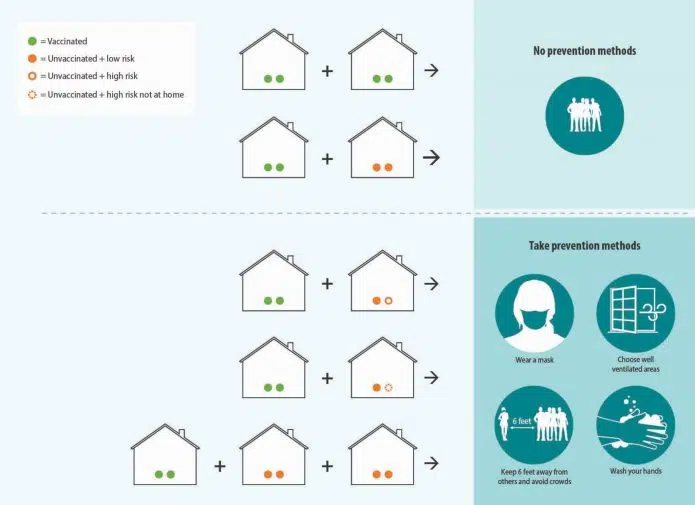 = Vaccinated
= Unvaccinated + low risk
= Unvaccinated + high risk
= Unvaccinated + high risk not at home
No prevention methods
+
+
Take prevention methods
+
Wear a mask
Choose well
ventilated areas
+
6 feet
Keep 6 feet away from
others and avoid crowds
Wash your hands
+ +